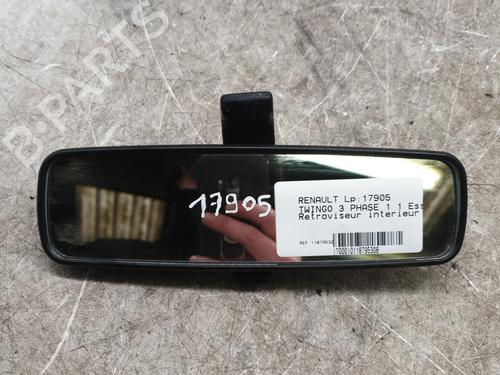 B-PARTS
17905
RENAULT Lp:17905
TWINGO 3 PHASE 1 1 Ess
Retroviseur interieur